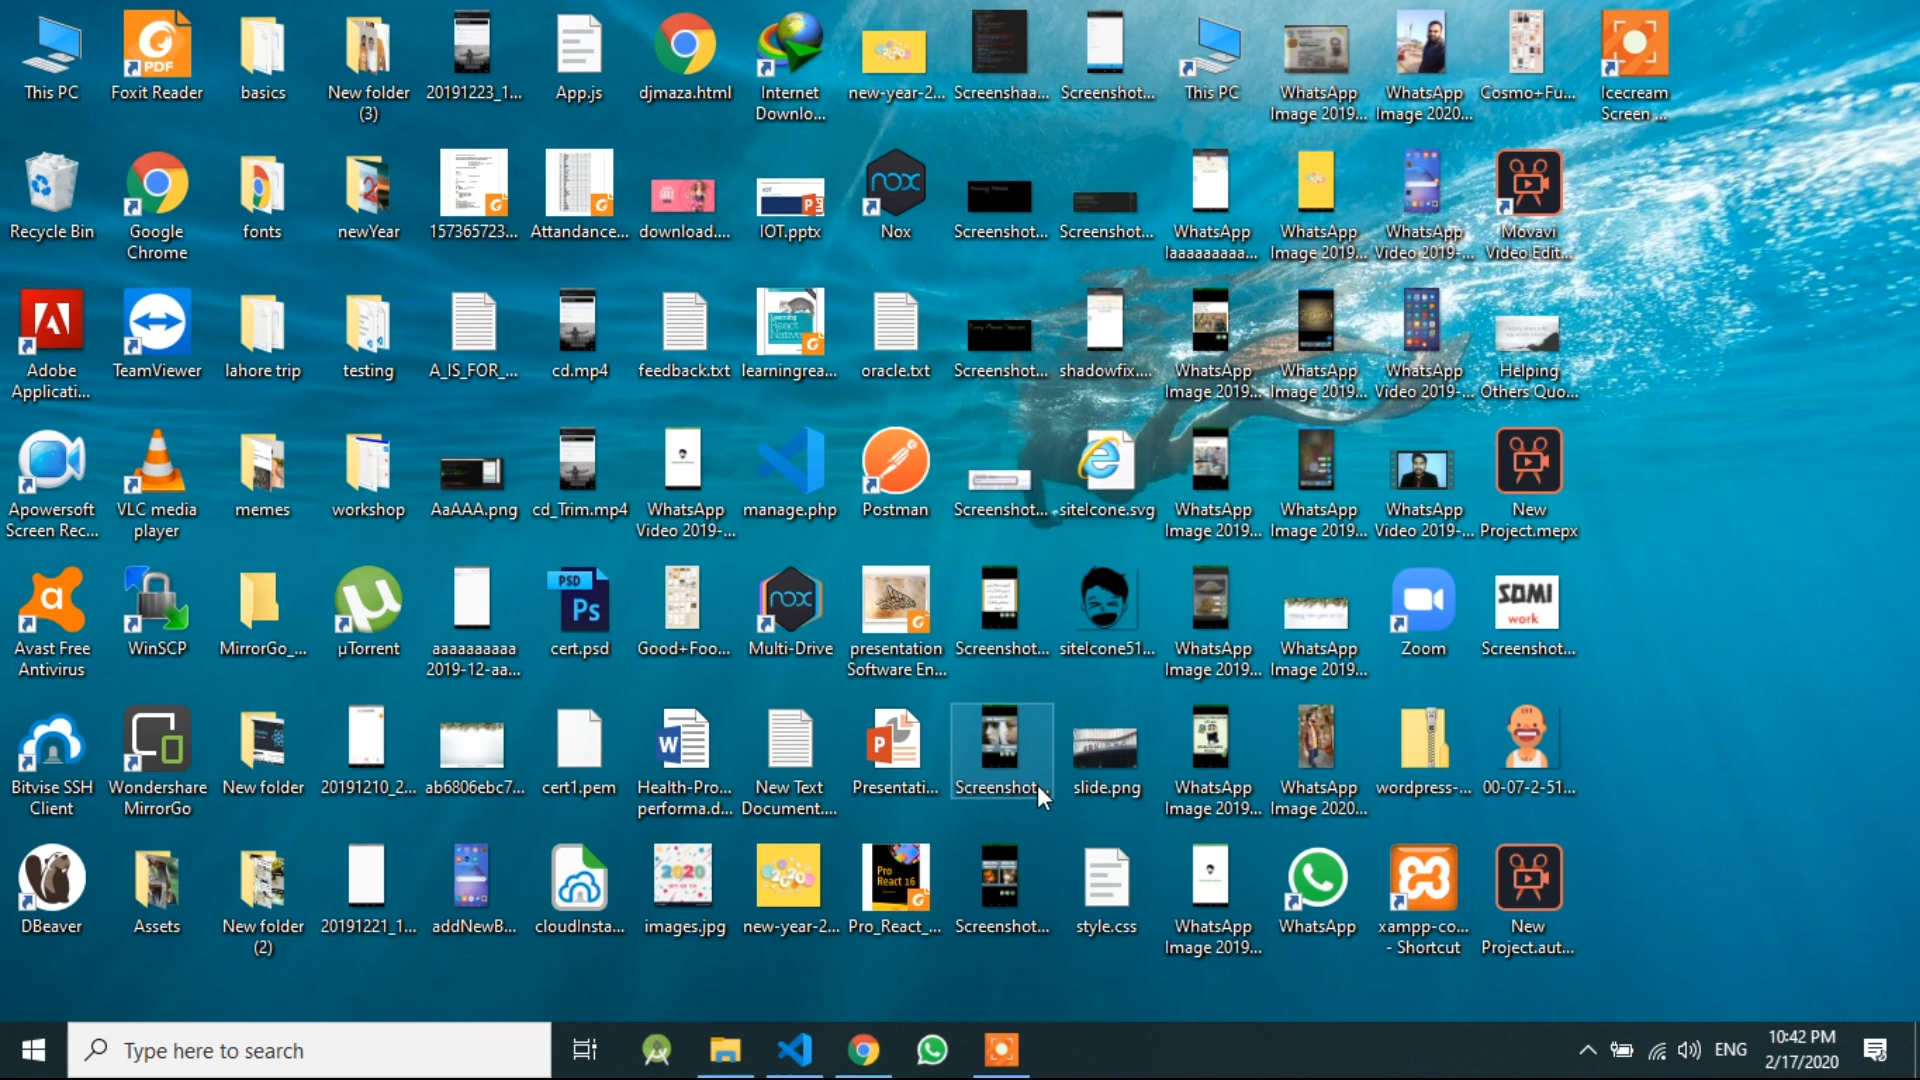 This PC
Foxit Reader
basics
New folder
(3)
20191223_1...
App.js
djmaza.html
Internet
Downlo...
new-year-2...
Screenshaa...
Screenshot...
This PC
WhatsApp
Image 2019...
WhatsApp
Image 2020...
Cosmo+Fu...
Icecream
Screen ...
Recycle Bin
Google
Chrome
fonts
newYear
157365723...
Attandance...
download....
IOT.pptx
Nox
Screenshot...
Screenshot...
WhatsApp
Iaaaaaaaaa...
WhatsApp
Image 2019...
WhatsApp
Video 2019-...
Movavi
Video Edit...
Adobe
Applicati...
TeamViewer
lahore trip
testing
A_IS_FOR_...
cd.mp4
feedback.txt
learningrea...
oracle.txt
Screenshot...
shadowfix....
WhatsApp
Image 2019...
WhatsApp
Image 2019...
WhatsApp
Video 2019-...
Helping
Others Quo...
Apowersoft
Screen Rec...
VLC media
player
memes
workshop
AaAAA.png
cd_Trim.mp4
WhatsApp
Video 2019-...
manage.php
Postman
Screenshot...
siteIcone.svg
WhatsApp
Image 2019...
WhatsApp
Image 2019...
WhatsApp
Video 2019-...
New
Project.mepx
Avast Free
Antivirus
WinSCP
MirrorGo_...
µTorrent
aaaaaaaaaa
2019-12-aa...
cert.psd
Good+Foo...
Multi-Drive
presentation
Software En...
Screenshot...
siteIcone51...
WhatsApp
Image 2019...
WhatsApp
Image 2019...
Zoom
SOMI
work
Screenshot...
Bitvise SSH
Client
Wondershare
MirrorGo
New folder
20191210_2...
ab6806ebc7...
cert1.pem
Health-Pro...
performa.d...
New Text
Document....
Presentati...
Screenshot...
slide.png
WhatsApp
Image 2019...
WhatsApp
Image 2020...
wordpress-...
00-07-2-51...
DBeaver
Assets
New folder
(2)
20191221_1...
addNewB...
cloudInsta...
images.jpg
new-year-2...
Pro_React_...
Screenshot...
style.css
WhatsApp
Image 2019...
WhatsApp
xampp-co...
- Shortcut
New
Project.aut...
Type here to search
ENG
10:42 PM
2/17/2020